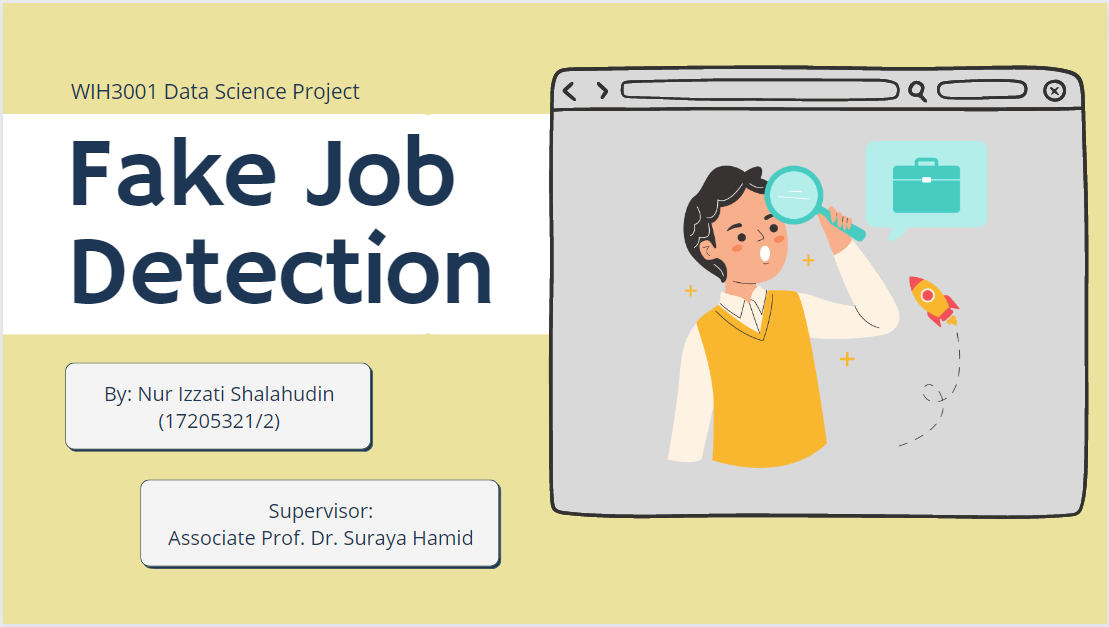 WIH3001 Data Science Project
Fake Job
Detection
By: Nur Izzati Shalahudin
(17205321/2)
Supervisor:
Associate Prof. Dr. Suraya Hamid